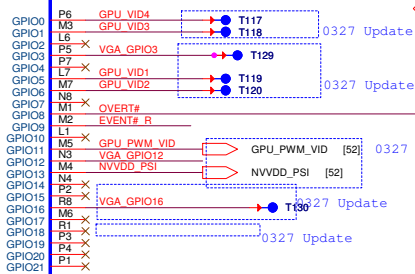 GPIO0 P6 GPU_VID4 T117
GPIO1 M3 GPU_VID3 T118 0327 Update
GPIO2 L6
GPIO3 P5 VGA_GPIO3 T129
GPIO4 P7
GPIO5 L7 GPU_VID1 T119
GPIO6 M7 GPU_VID2 T120 0327 Update
GPIO7 N8
GPIO8 M1 OVERT#
GPIO9 M2 EVENT#_R
GPIO10 L1
GPIO11 M5 GPU_PWM_VID GPU_PWM_VID [52] 0327
GPIO12 N3 VGA_GPIO12
GPIO13 M4 NVVDD_PSI NVVDD_PSI [52]
GPIO14 N4
GPIO15 P2
GPIO16 R8 VGA_GPIO16 T130 0327 Update
GPIO17 M6
GPIO18 R1
GPIO19 P3 0327 Update
GPIO20 P4
GPIO21 P1